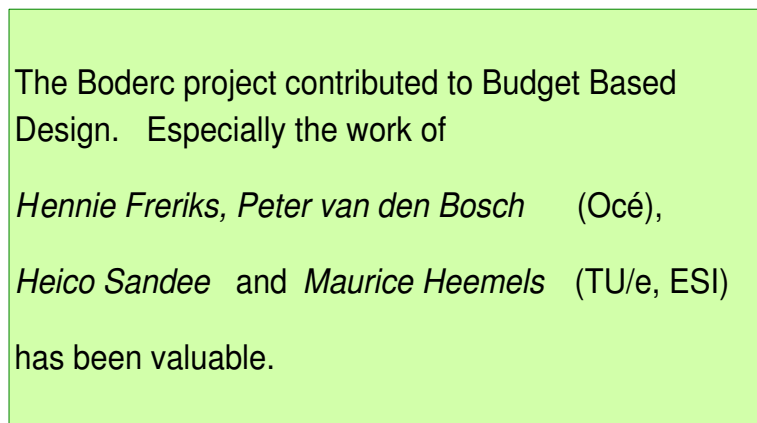 The Boderc project contributed to Budget Based
Design. Especially the work of
Hennie Freriks, Peter van den Bosch (Océ),
Heico Sandee and Maurice Heemels (TU/e, ESI)
has been valuable.